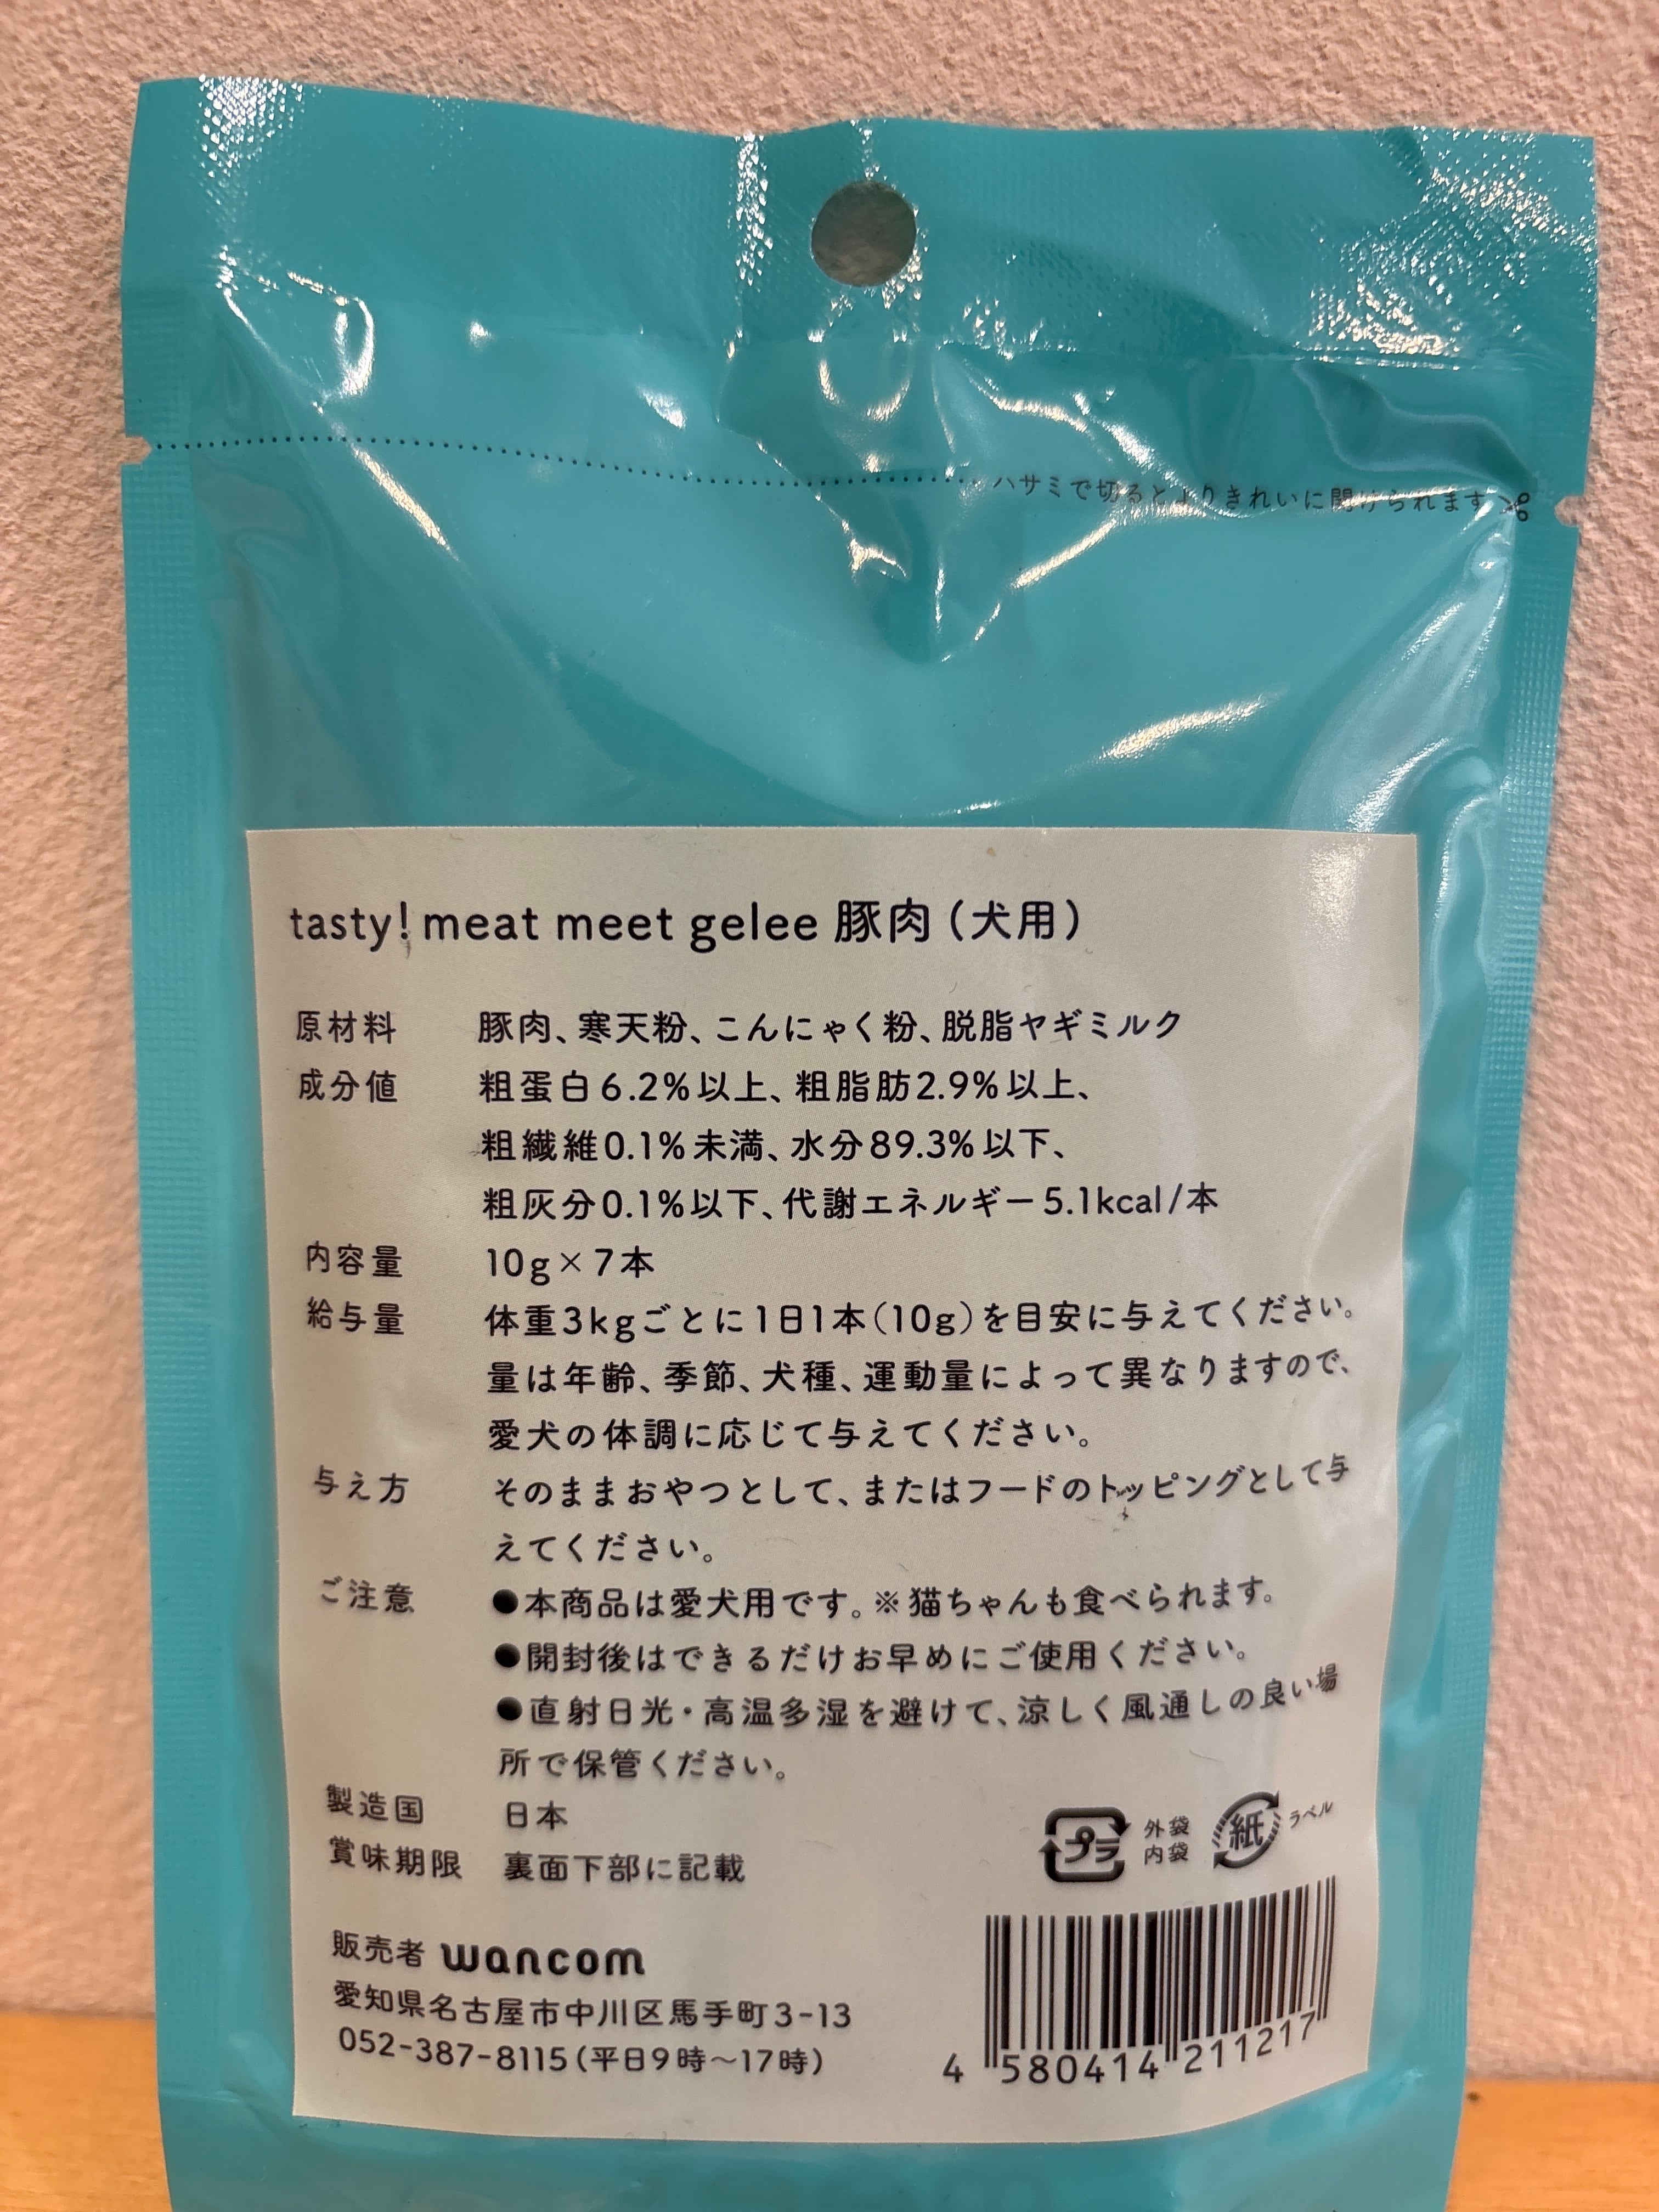 ハサミで切るとよりきれいに開けられます
tasty! meat meet gelee 豚肉（犬用）
原材料 豚肉、寒天粉、こんにゃく粉、脱脂ヤギミルク
成分値 粗蛋白6.2%以上、粗脂肪2.9%以上、
粗繊維0.1%未満、水分89.3%以下、
粗灰分0.1%以下、代謝エネルギー5.1kcal/本
内容量 10g×7本
給与量 体重3kgごとに1日1本（10g）を目安に与えてください。
量は年齢、季節、犬種、運動量によって異なりますので、
愛犬の体調に応じて与えてください。
与え方 そのままおやつとして、またはフードのトッピングとして与
えてください。
ご注意 ●本商品は愛犬用です。※猫ちゃんも食べられます。
●開封後はできるだけお早めにご使用ください。
●直射日光・高温多湿を避けて、涼しく風通しの良い場
所で保管ください。
製造国 日本
賞味期限 裏面下部に記載
プラ 外袋 内袋 紙 ラベル
販売者 wancom
愛知県名古屋市中川区馬手町3-13
052-387-8115（平日9時〜17時）
4 580414 211217